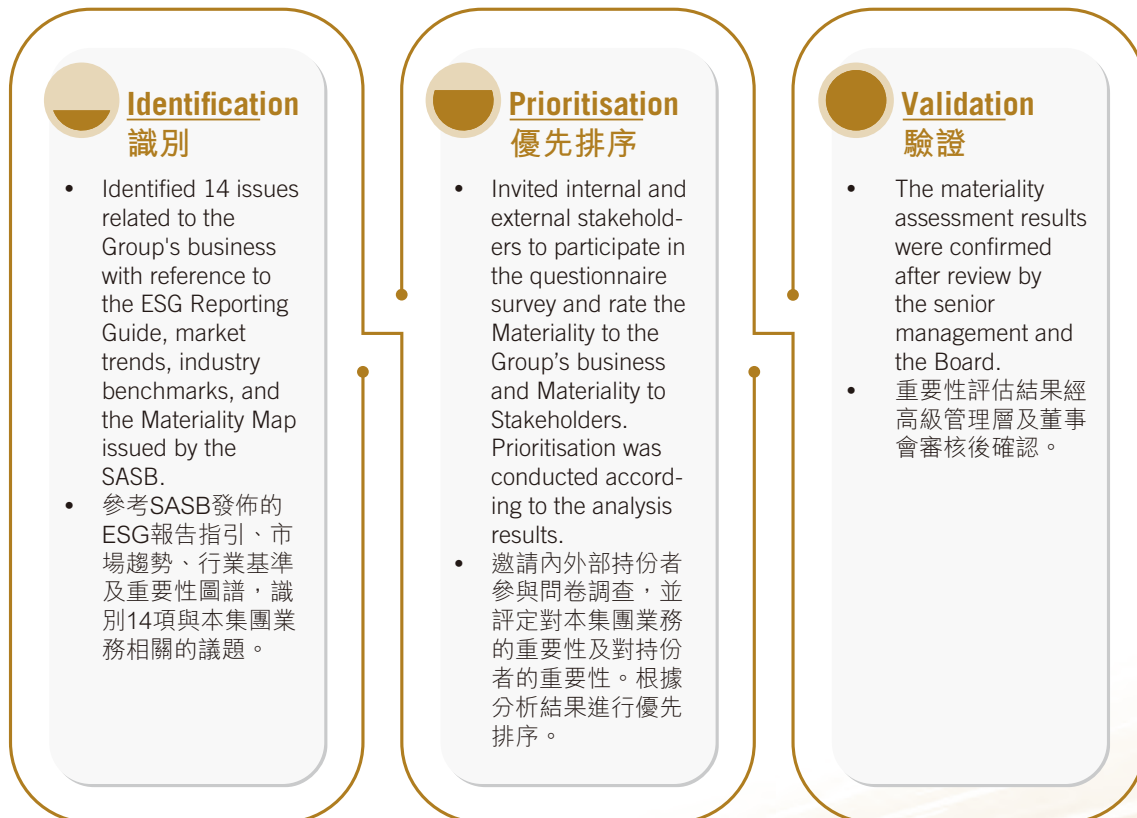 Identification
識別
• Identified 14 issues
related to the
Group's business
with reference to
the ESG Reporting
Guide, market
trends, industry
benchmarks, and
the Materiality Map
issued by the
SASB.
• 參考SASB發佈的
ESG報告指引、市
場趨勢、行業基準
及重要性圖譜，識
別14項與本集團業
務相關的議題。
Prioritisation
優先排序
• Invited internal and
external stakehold-
ers to participate in
the questionnaire
survey and rate the
Materiality to the
Group’s business
and Materiality to
Stakeholders.
Prioritisation was
conducted accord-
ing to the analysis
results.
• 邀請內外部持份者
參與問卷調查，並
評定對本集團業務
的重要性及對持份
者的重要性。根據
分析結果進行優先
排序。
Validation
驗證
• The materiality
assessment results
were confirmed
after review by
the senior
management and
the Board.
• 重要性評估結果經
高級管理層及董事
會審核後確認。